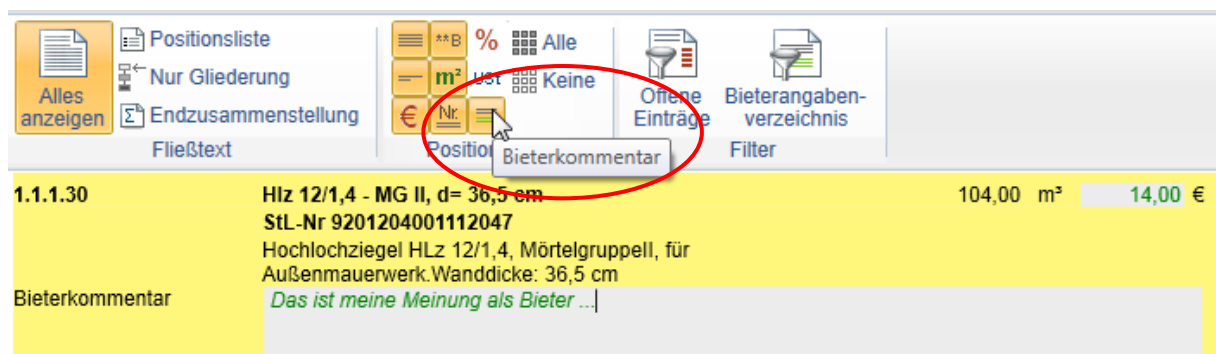 Alles
anzeigen
Positionsliste
Nur Gliederung
Endzusammenstellung
Fließtext
**B % Alle
m² USt Keine
€ Nr.
Position
Bieterkommentar
Offene
Einträge
Bieterangaben-
verzeichnis
Filter
1.1.1.30 Hlz 12/1,4 - MG II, d= 36,5 cm 104,00 m³ 14,00 €
StL-Nr 9201204001112047
Hochlochziegel HLz 12/1,4, MörtelgruppeII, für
Außenmauerwerk.Wanddicke: 36,5 cm
Bieterkommentar Das ist meine Meinung als Bieter ...